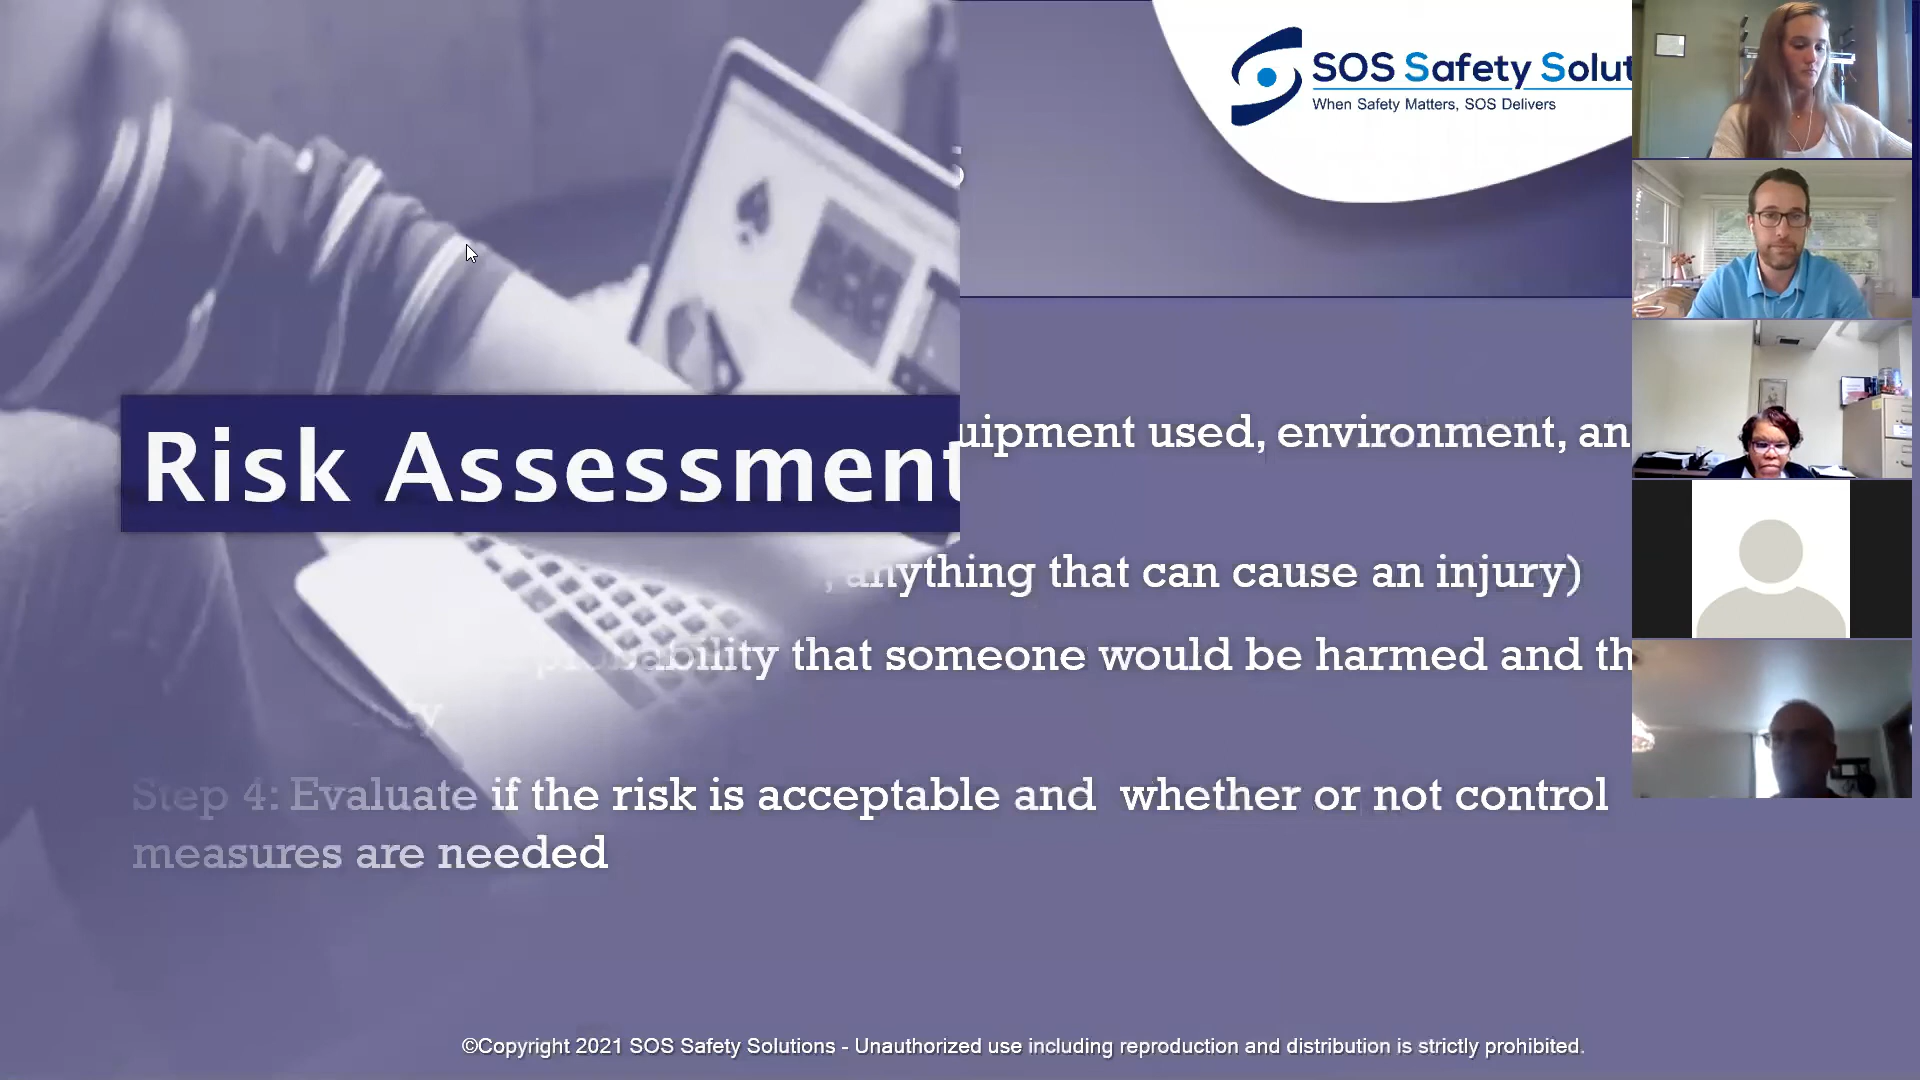 SOS Safety Solut
When Safety Matters, SOS Delivers
Risk Assessment
uipment used, environment, an
, anything that can cause an injury)
probability that someone would be harmed and th
y
Step 4: Evaluate if the risk is acceptable and whether or not control
measures are needed
©Copyright 2021 SOS Safety Solutions - Unauthorized use including reproduction and distribution is strictly prohibited.